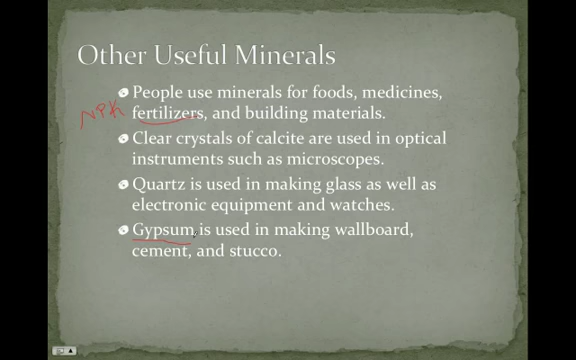 Other Useful Minerals
People use minerals for foods, medicines,
NPK fertilizers, and building materials.
Clear crystals of calcite are used in optical
instruments such as microscopes.
Quartz is used in making glass as well as
electronic equipment and watches.
Gypsum is used in making wallboard,
cement, and stucco.